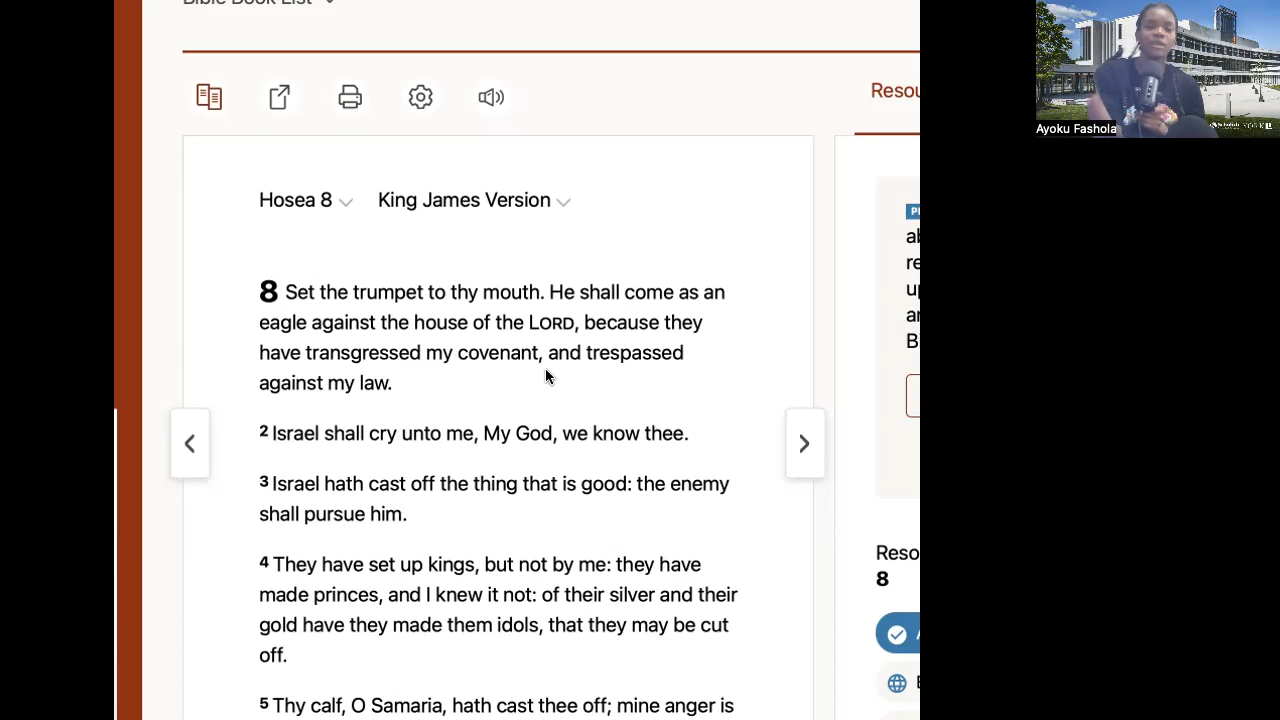 Bible Book List
Ayoku Fashola
Hosea 8
King James Version
8 Set the trumpet to thy mouth. He shall come as an
eagle against the house of the LORD, because they
have transgressed my covenant, and trespassed
against my law.
2 Israel shall cry unto me, My God, we know thee.
3 Israel hath cast off the thing that is good: the enemy
shall pursue him.
4 They have set up kings, but not by me: they have
made princes, and I knew it not: of their silver and their
gold have they made them idols, that they may be cut
off.
5 Thy calf, O Samaria, hath cast thee off; mine anger is
Resou
ab
re
up
B
Reso
8